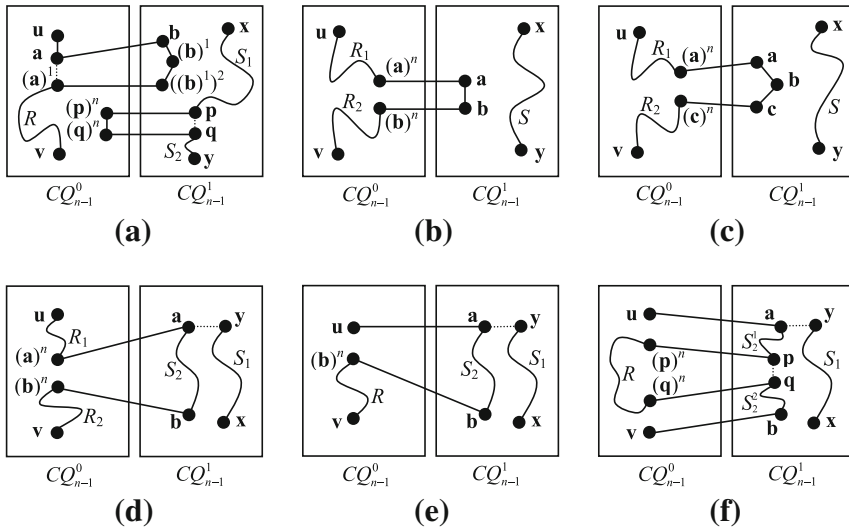 u x
a b S₁
(b)¹
(a)¹ ((b)¹)²
(p)ⁿ p
R (q)ⁿ q
v S₂ y
CQ⁰ₙ₋₁ CQ¹ₙ₋₁
(a)
u x
R₁ (a)ⁿ a
R₂ b S
(b)ⁿ
v y
CQ⁰ₙ₋₁ CQ¹ₙ₋₁
(b)
u x
R₁ (a)ⁿ a
b
R₂ c S
(c)ⁿ
v y
CQ⁰ₙ₋₁ CQ¹ₙ₋₁
(c)
u a y
R₁
(a)ⁿ S₂ S₁
(b)ⁿ
R₂
v b x
CQ⁰ₙ₋₁ CQ¹ₙ₋₁
(d)
u a y
(b)ⁿ S₂ S₁
R
v b x
CQ⁰ₙ₋₁ CQ¹ₙ₋₁
(e)
u a y
S₂¹
(p)ⁿ p S₁
R (q)ⁿ q
S₂²
v b x
CQ⁰ₙ₋₁ CQ¹ₙ₋₁
(f)